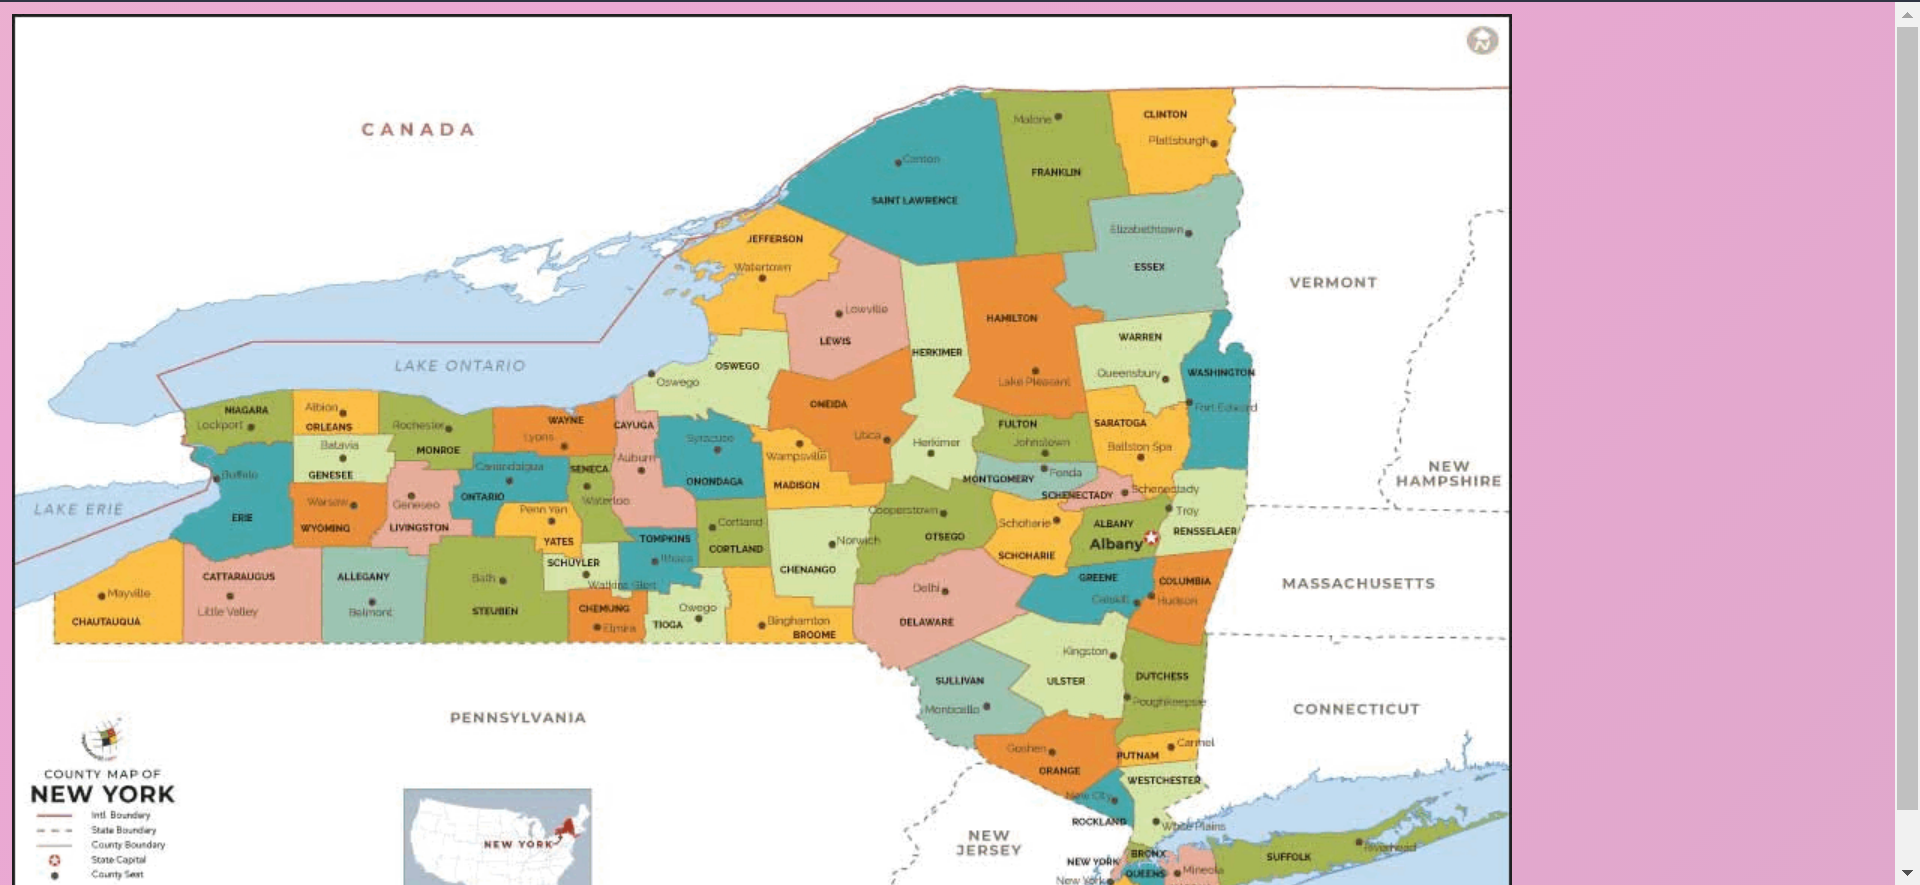 CANADA
Malone
CLINTON
Plattsburgh
Canton
FRANKLIN
SAINT LAWRENCE
Elizabethtown
JEFFERSON
ESSEX
Watertown
VERMONT
Lowville
HAMILTON
LEWIS
WARREN
HERKIMER
LAKE ONTARIO
OSWEGO
Queensbury
WASHINGTON
Oswego
Lake Pleasant
ONEIDA
Fort Edward
NIAGARA
Albion
Lockport
ORLEANS
Rochester
WAYNE
CAYUGA
FULTON
SARATOGA
Lyons
Syracuse
Utica
Herkimer
Johnstown
Ballston Spa
Batavia
MONROE
Auburn
Wampsville
GENESEE
Canandaigua
SENECA
Buffalo
ONONDAGA
MADISON
MONTGOMERY
Fonda
NEW
HAMPSHIRE
ONTARIO
SCHENECTADY
Schenectady
Warsaw
Geneseo
Waterloo
LAKE ERIE
Penn Yan
Cooperstown
Troy
ERIE
WYOMING
LIVINGSTON
Cortland
Schoharie
ALBANY
RENSSELAER
YATES
TOMPKINS
CORTLAND
Norwich
OTSEGO
Albany
SCHUYLER
Ithaca
SCHOHARIE
CATTARAUGUS
ALLEGANY
Bath
Watkins Glen
CHENANGO
GREENE
COLUMBIA
MASSACHUSETTS
Mayville
Delhi
Catskill
Hudson
Little Valley
Belmont
STEUBEN
CHEMUNG
Owego
CHAUTAUQUA
Elmira
TIOGA
Binghamton
BROOME
DELAWARE
Kingston
SULLIVAN
ULSTER
DUTCHESS
Monticello
Poughkeepsie
PENNSYLVANIA
CONNECTICUT
Goshen
Carmel
PUTNAM
ORANGE
COUNTY MAP OF
NEW YORK
WESTCHESTER
New City
Intl. Boundary
State Boundary
County Boundary
State Capital
County Seat
NEW YORK
ROCKLAND
White Plains
NEW
JERSEY
BRONX
NEW YORK
QUEENS
SUFFOLK
Riverhead
Mineola
New York